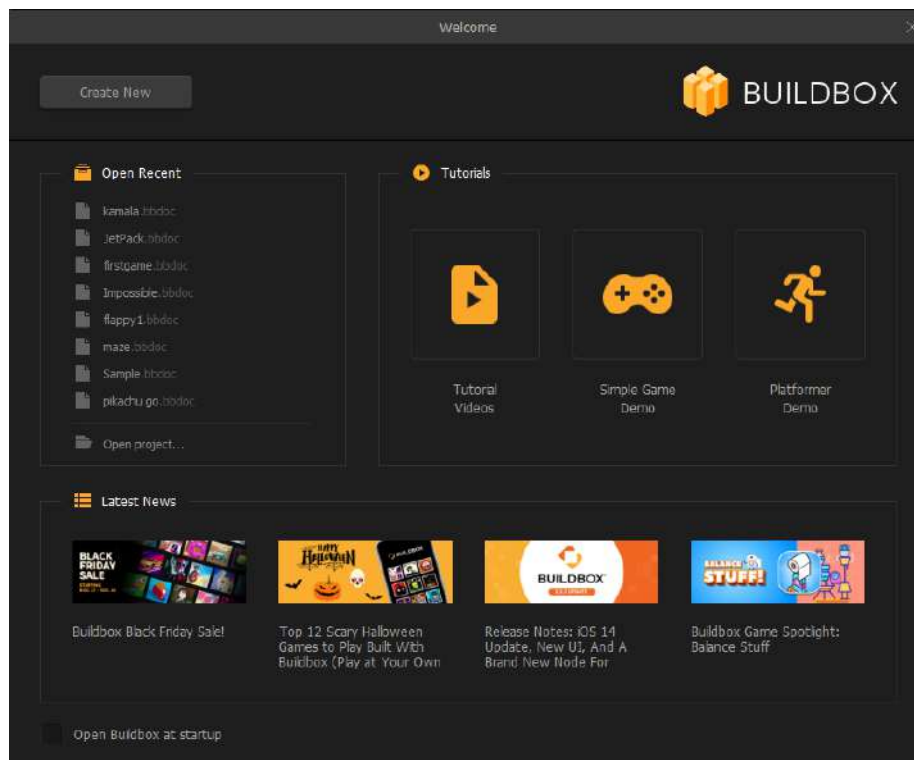 Welcome
Create New
BUILDBOX
Open Recent
kamala.bbdoc
JetPack.bbdoc
firstgame.bbdoc
Impossible.bbdoc
flappy1.bbdoc
maze.bbdoc
Sample.bbdoc
pikachu go.bbdoc
Open project...
Tutorials
Tutorial
Videos
Simple Game
Demo
Platformer
Demo
Latest News
BLACK
FRIDAY
SALE
Buildbox Black Friday Sale!
HAPPY
HALLOWEEN
BUILDBOX
Top 12 Scary Halloween
Games to Play Built With
Buildbox (Play at Your Own
BUILDBOX
Release Notes: iOS 14
Update, New UI, And A
Brand New Node For
BALANCE
STUFF!
Buildbox Game Spotlight:
Balance Stuff
Open Buildbox at startup